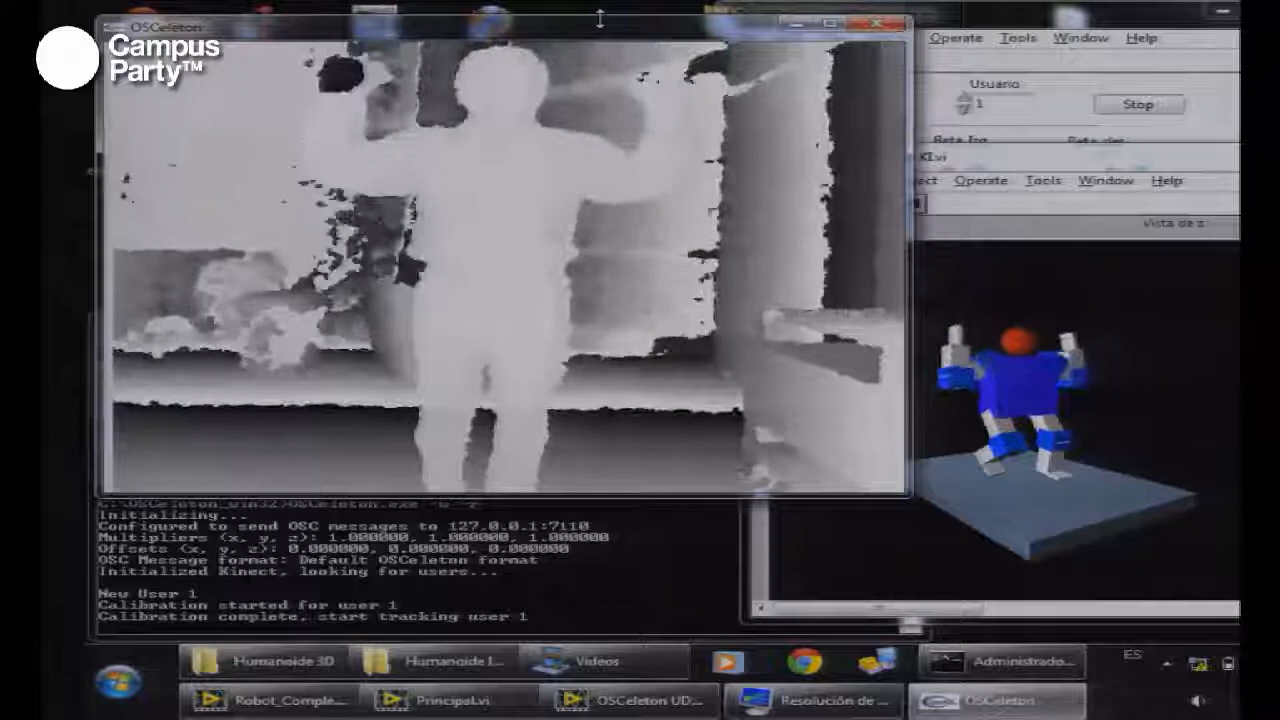 Campus
Party™
OSCeleton
Operate Tools Window Help
Usuario
1
Stop
Operate Tools Window Help
Vista de z
Initializing...
Configured to send OSC messages to 127.0.0.1:7110
Multipliers (x, y, z): 1.000000, 1.000000, 1.000000
Offsets (x, y, z): 0.000000, 0.000000, 0.000000
OSC Message format: Default OSCeleton format
Initialized Kinect, looking for users...
New User 1
Calibration started for user 1
Calibration complete, start tracking user 1
Humanoide 3D
Humanoide I...
Videos
Administrado...
ES
Robot_Comple...
Principal.vi
OSCeleton UD...
Resolución de ...
OSCeleton